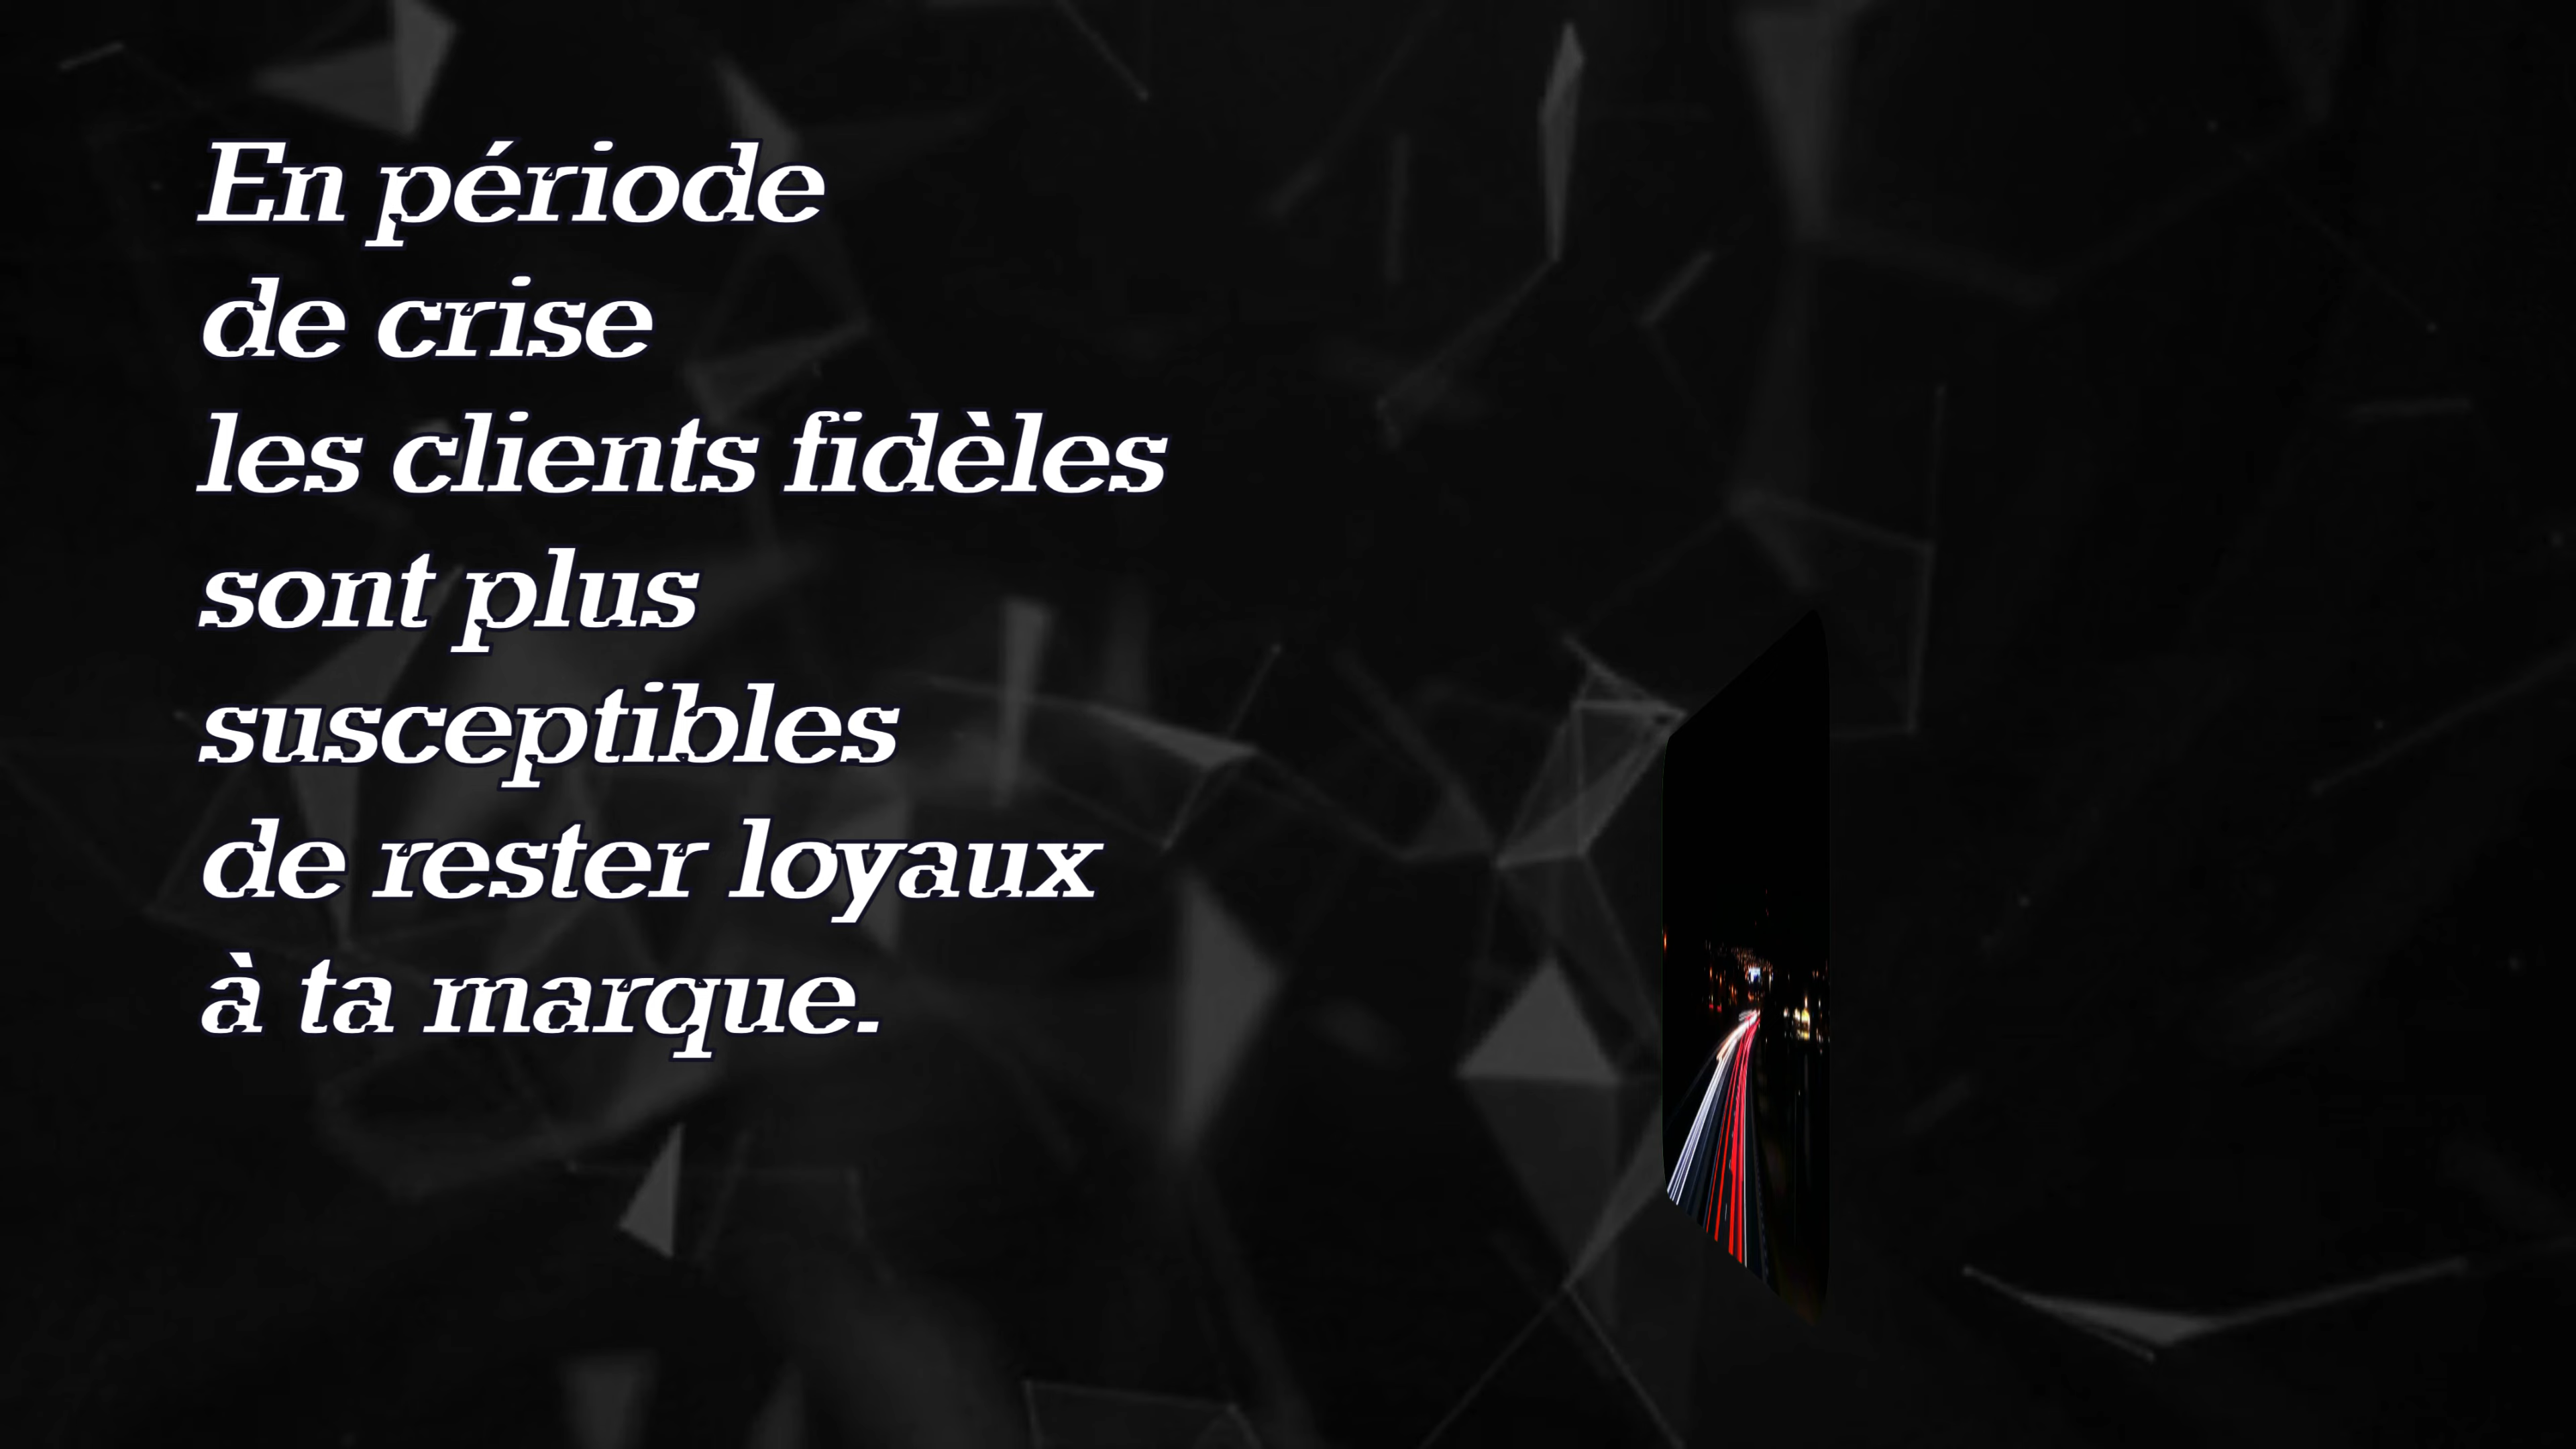 En période
de crise
les clients fidèles
sont plus
susceptibles
de rester loyaux
à ta marque.